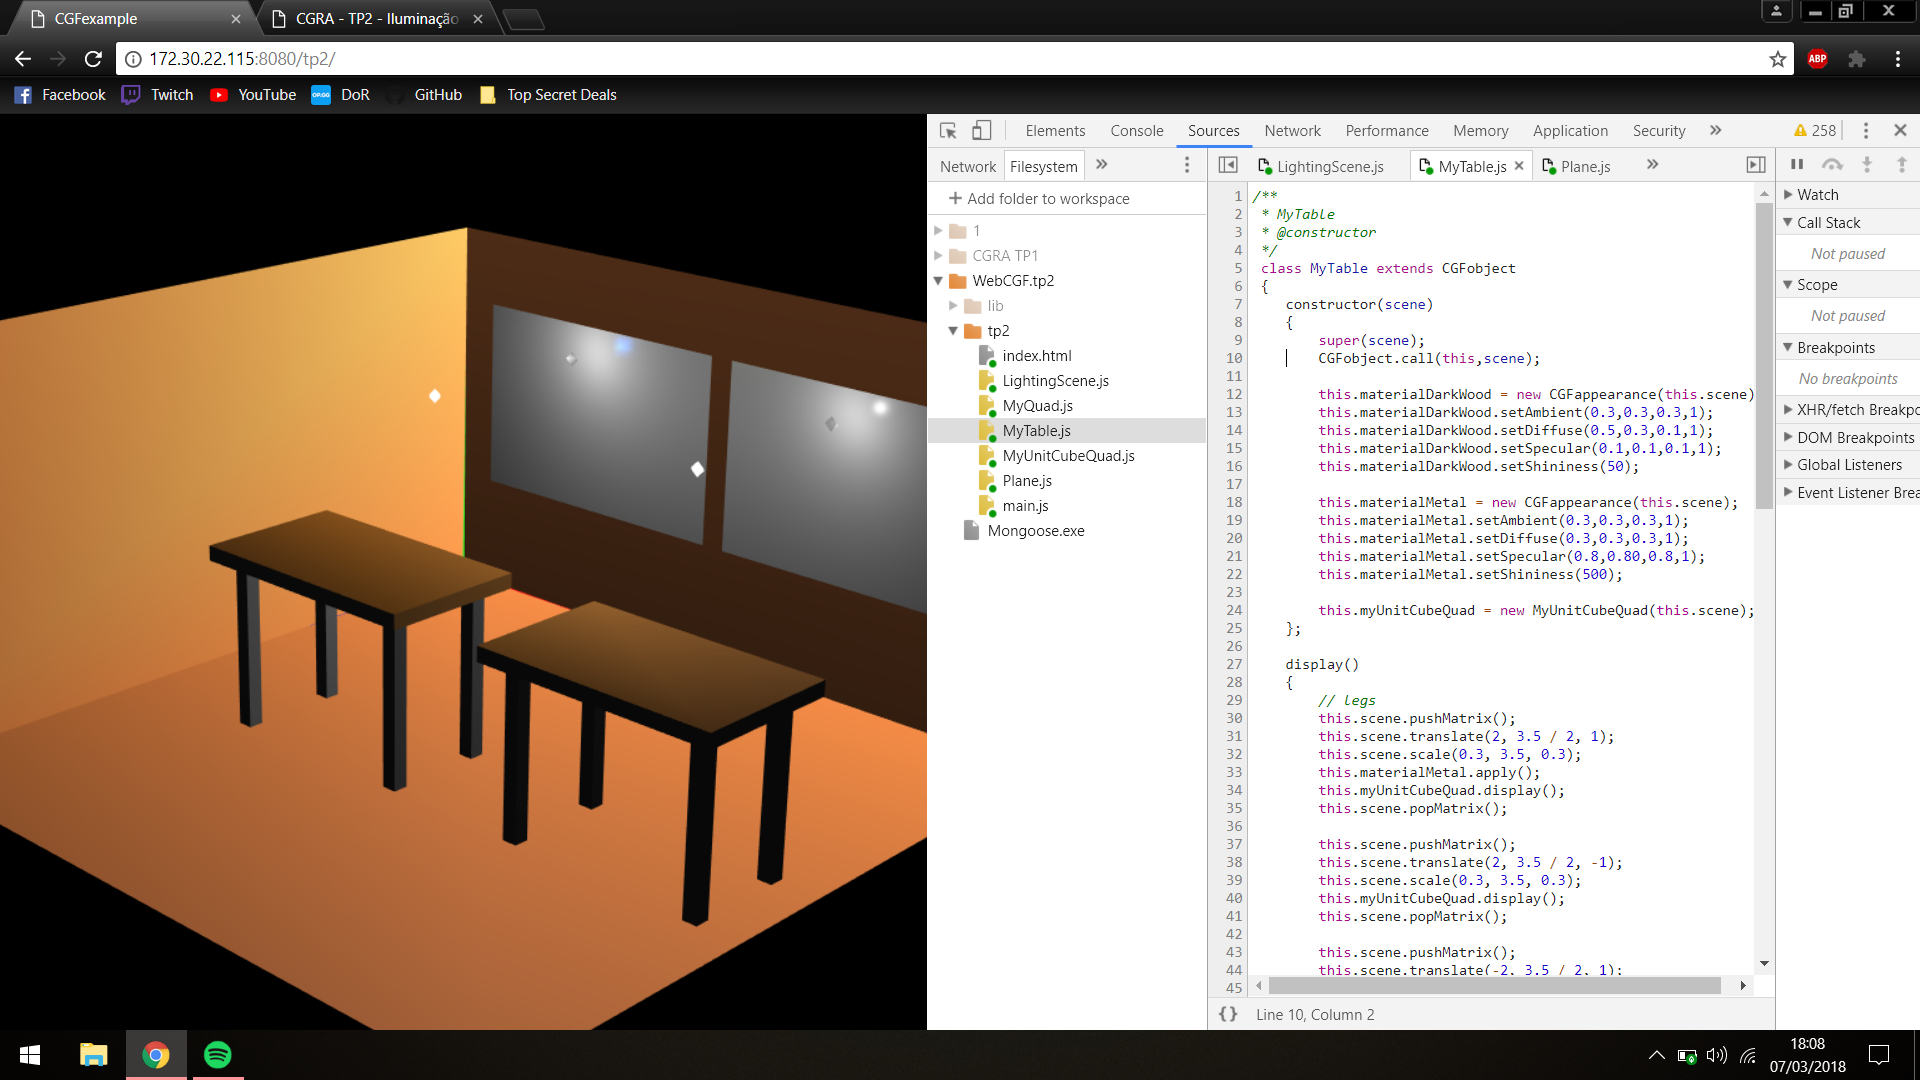 CGFexample
CGRA - TP2 - Iluminação
172.30.22.115:8080/tp2/
ABP
Facebook
Twitch
YouTube
OP.GG
DoR
GitHub
Top Secret Deals
Elements
Console
Sources
Network
Performance
Memory
Application
Security
258
Network
Filesystem
LightingScene.js
MyTable.js
Plane.js
Add folder to workspace
1
CGRA TP1
WebCGF.tp2
lib
tp2
index.html
LightingScene.js
MyQuad.js
MyTable.js
MyUnitCubeQuad.js
Plane.js
main.js
Mongoose.exe
1 /**
2 * MyTable
3 * @constructor
4 */
5 class MyTable extends CGFobject
6 {
7 constructor(scene)
8 {
9 super(scene);
10 CGFobject.call(this,scene);
11
12 this.materialDarkWood = new CGFappearance(this.scene)
13 this.materialDarkWood.setAmbient(0.3,0.3,0.3,1);
14 this.materialDarkWood.setDiffuse(0.5,0.3,0.1,1);
15 this.materialDarkWood.setSpecular(0.1,0.1,0.1,1);
16 this.materialDarkWood.setShininess(50);
17
18 this.materialMetal = new CGFappearance(this.scene);
19 this.materialMetal.setAmbient(0.3,0.3,0.3,1);
20 this.materialMetal.setDiffuse(0.3,0.3,0.3,1);
21 this.materialMetal.setSpecular(0.8,0.80,0.8,1);
22 this.materialMetal.setShininess(500);
23
24 this.myUnitCubeQuad = new MyUnitCubeQuad(this.scene);
25 };
26
27 display()
28 {
29 // legs
30 this.scene.pushMatrix();
31 this.scene.translate(2, 3.5 / 2, 1);
32 this.scene.scale(0.3, 3.5, 0.3);
33 this.materialMetal.apply();
34 this.myUnitCubeQuad.display();
35 this.scene.popMatrix();
36
37 this.scene.pushMatrix();
38 this.scene.translate(2, 3.5 / 2, -1);
39 this.scene.scale(0.3, 3.5, 0.3);
40 this.myUnitCubeQuad.display();
41 this.scene.popMatrix();
42
43 this.scene.pushMatrix();
44 this.scene.translate(-2, 3.5 / 2, 1);
45
{} Line 10, Column 2
Watch
Call Stack
Not paused
Scope
Not paused
Breakpoints
No breakpoints
XHR/fetch Breakpo
DOM Breakpoints
Global Listeners
Event Listener Brea
18:08
07/03/2018